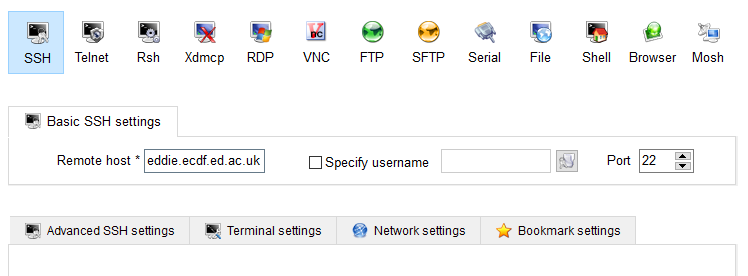 SSH Telnet Rsh Xdmcp RDP VNC FTP SFTP Serial File Shell Browser Mosh
Basic SSH settings
Remote host * eddie.ecdf.ed.ac.uk Specify username Port 22
Advanced SSH settings Terminal settings Network settings Bookmark settings